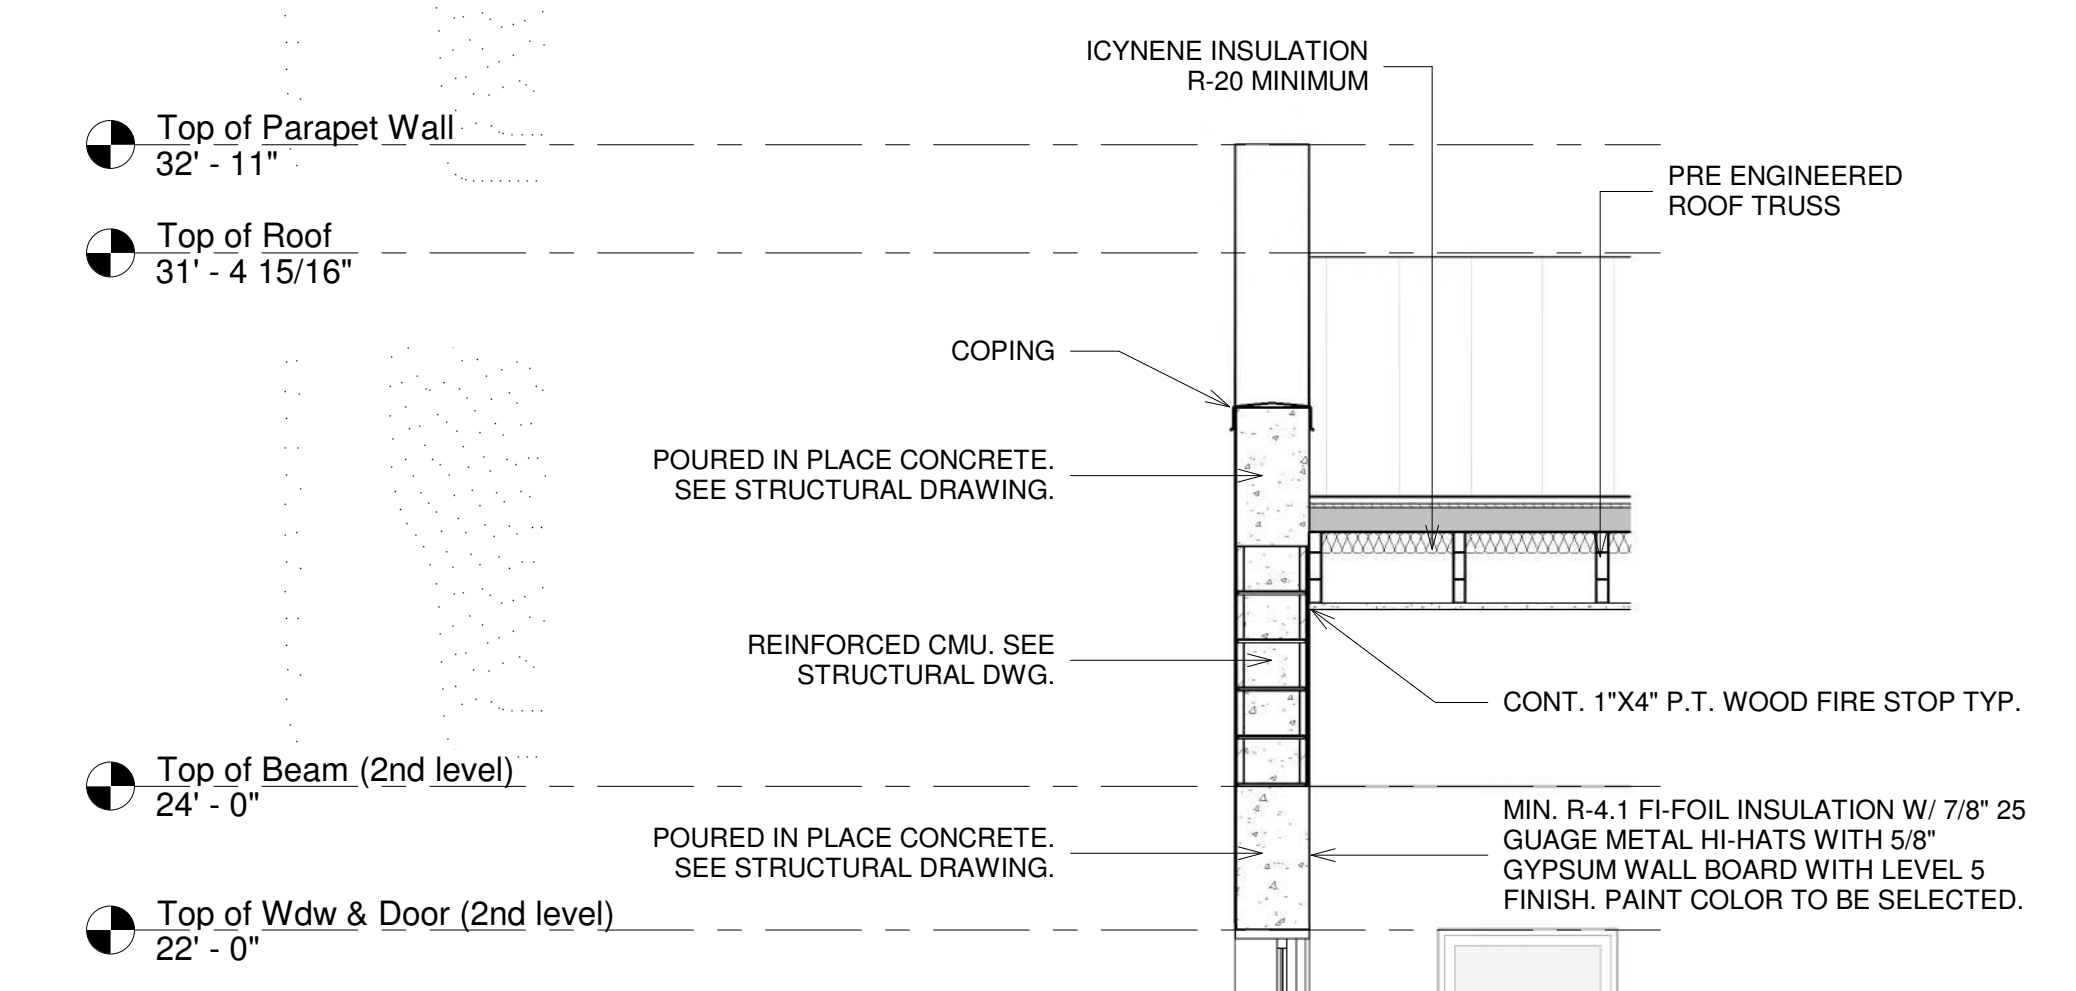 ICYNENE INSULATION
R-20 MINIMUM
Top of Parapet Wall
32' - 11"
PRE ENGINEERED
ROOF TRUSS
Top of Roof
31' - 4 15/16"
COPING
POURED IN PLACE CONCRETE.
SEE STRUCTURAL DRAWING.
REINFORCED CMU. SEE
STRUCTURAL DWG.
CONT. 1"X4" P.T. WOOD FIRE STOP TYP.
Top of Beam (2nd level)
24' - 0"
MIN. R-4.1 FI-FOIL INSULATION W/ 7/8" 25
GUAGE METAL HI-HATS WITH 5/8"
GYPSUM WALL BOARD WITH LEVEL 5
FINISH. PAINT COLOR TO BE SELECTED.
POURED IN PLACE CONCRETE.
SEE STRUCTURAL DRAWING.
Top of Wdw & Door (2nd level)
22' - 0"